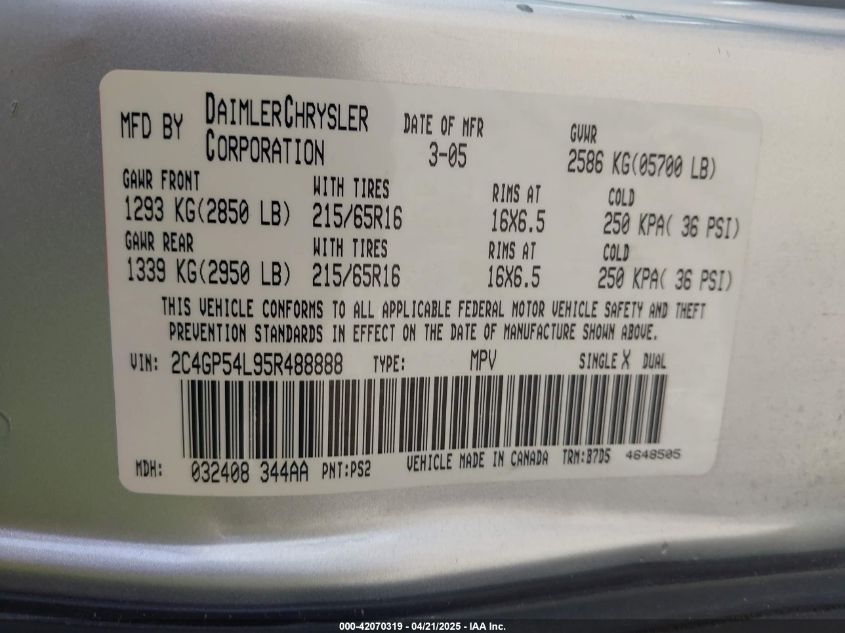 MFD BY DAIMLERCHRYSLER CORPORATION DATE OF MFR 3-05 GVWR 2586 KG(05700 LB)
GAWR FRONT WITH TIRES RIMS AT COLD
1293 KG(2850 LB) 215/65R16 16X6.5 250 KPA( 36 PSI)
GAWR REAR WITH TIRES RIMS AT COLD
1339 KG(2950 LB) 215/65R16 16X6.5 250 KPA( 36 PSI)
THIS VEHICLE CONFORMS TO ALL APPLICABLE FEDERAL MOTOR VEHICLE SAFETY AND THEFT
PREVENTION STANDARDS IN EFFECT ON THE DATE OF MANUFACTURE SHOWN ABOVE.
VIN: 2C4GP54L95R488888 TYPE: MPV SINGLE X DUAL
MDH: 032408 344AA PNT:PS2 VEHICLE MADE IN CANADA TRM:B7D5 4648505
000-42070319 - 04/21/2025 - IAA Inc.